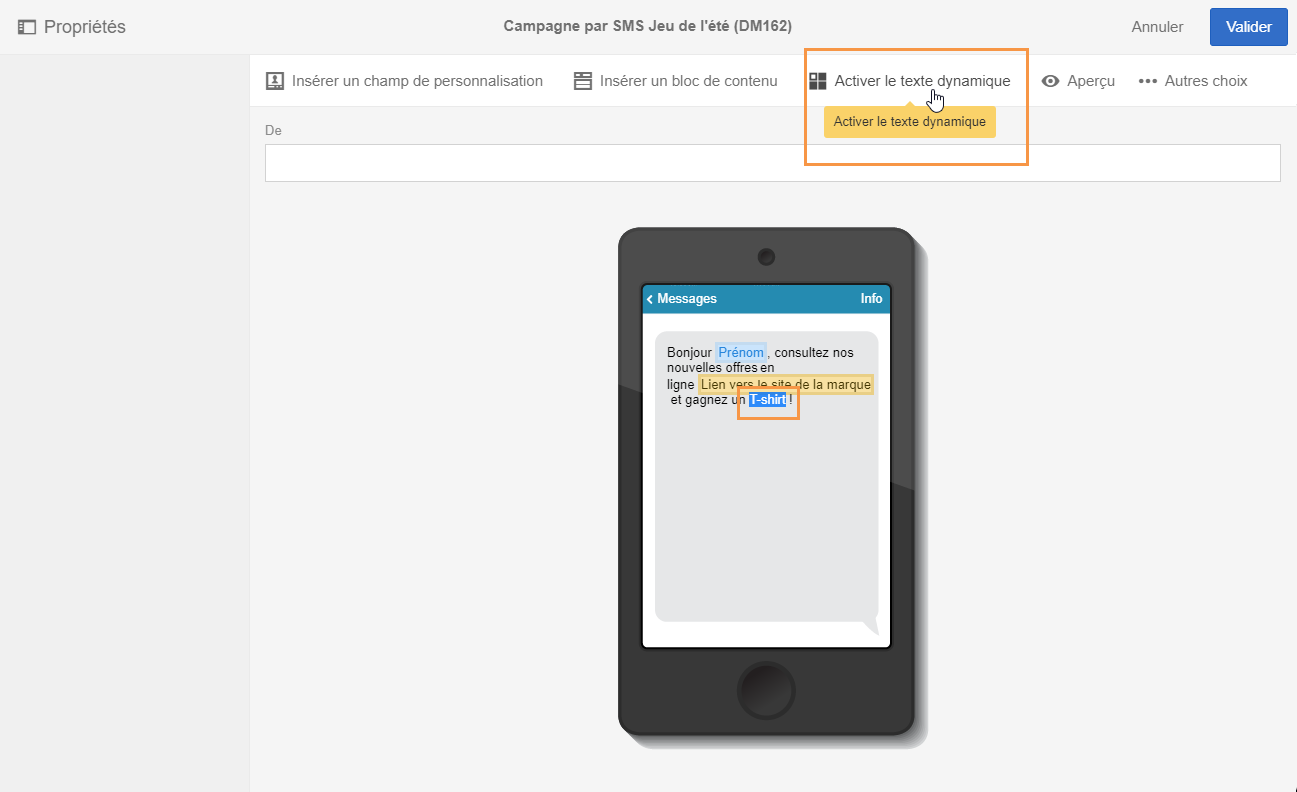 Propriétés
Campagne par SMS Jeu de l'été (DM162)
Annuler
Valider
Insérer un champ de personnalisation
Insérer un bloc de contenu
Activer le texte dynamique
Aperçu
Autres choix
Activer le texte dynamique
De
Messages
Info
Bonjour Prénom , consultez nos
nouvelles offres en
ligne Lien vers le site de la marque
et gagnez un T-shirt !